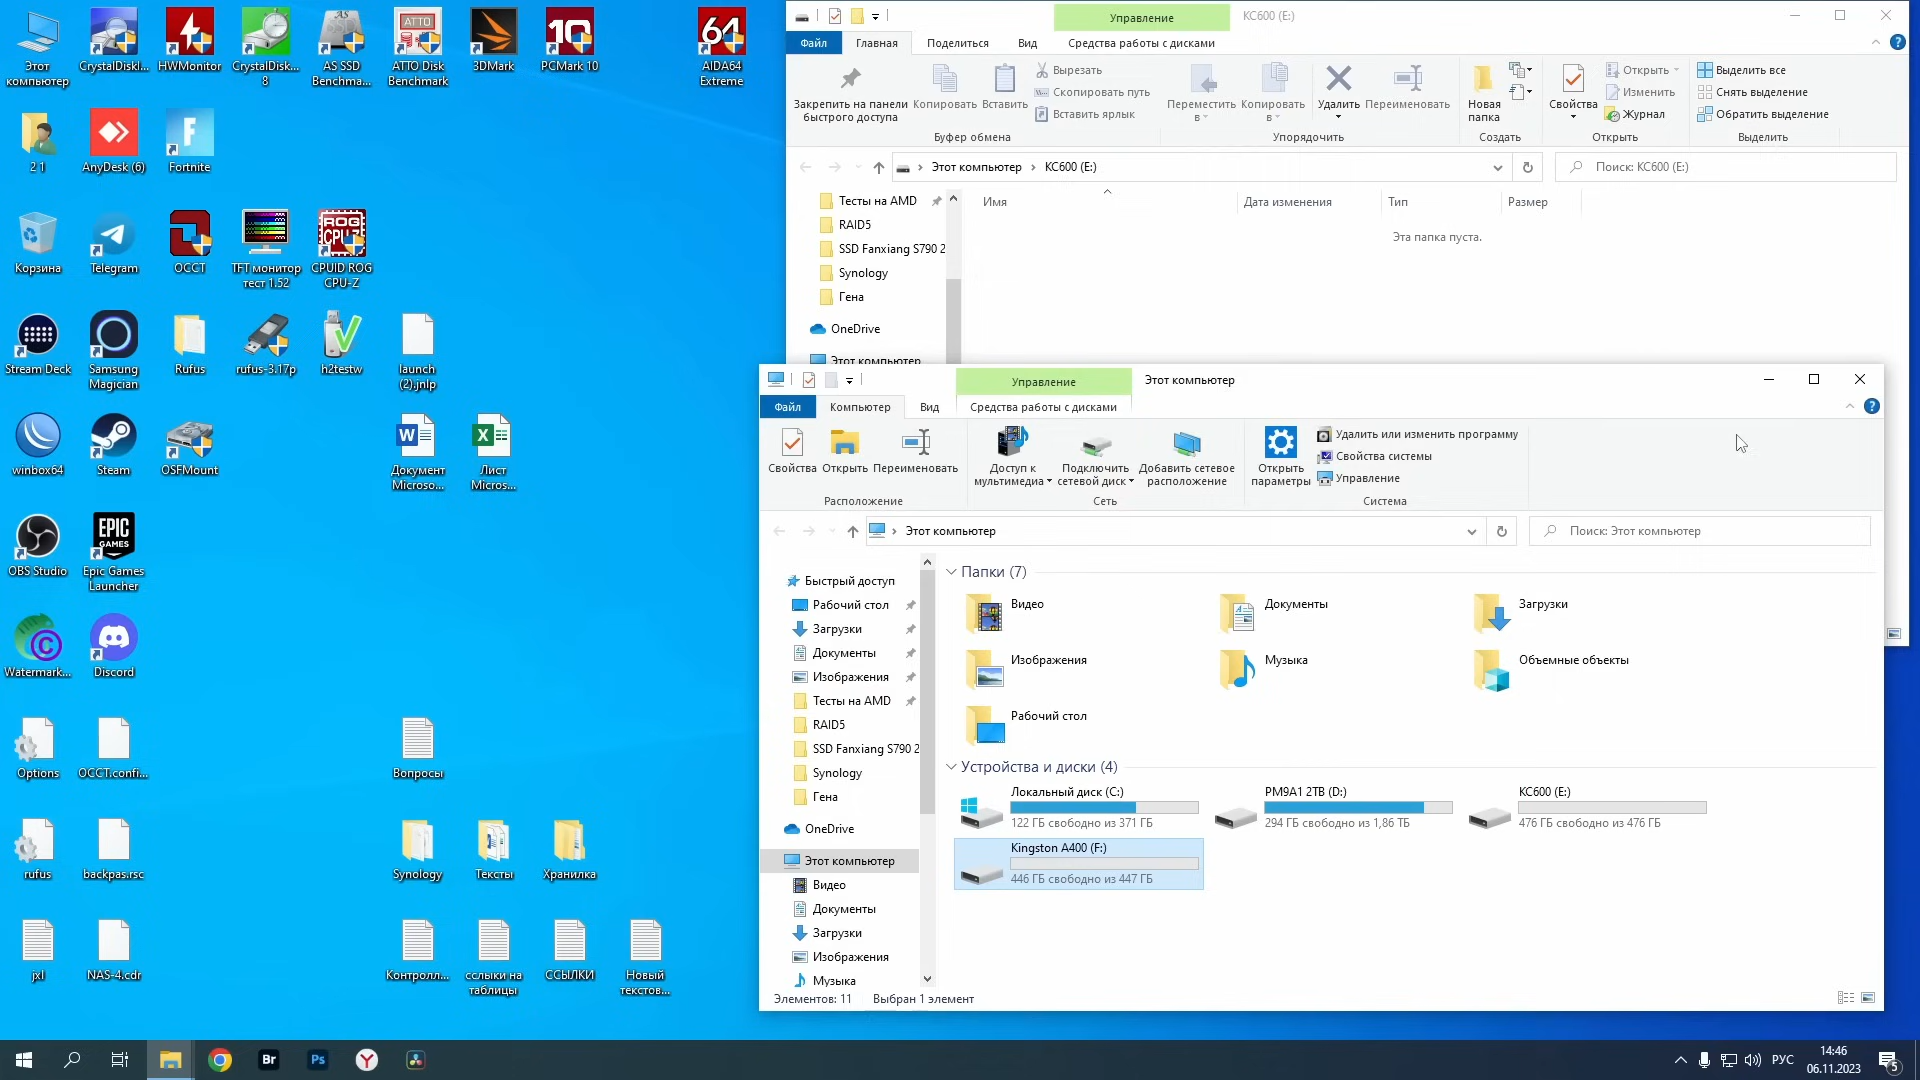 Этот компьютер
CrystalDiskI...
HWMonitor
CrystalDisk... 8
AS SSD Benchma...
ATTO Disk Benchmark
3DMark
PCMark 10
AIDA64 Extreme
2 1
AnyDesk (6)
Fortnite
Корзина
Telegram
OCCT
TFT монитор тест 1.52
CPUID ROG CPU-Z
Stream Deck
Samsung Magician
Rufus
rufus-3.17p
h2testw
launch (2).jnlp
winbox64
Steam
OSFMount
Документ Microso...
Лист Micros...
OBS Studio
Epic Games Launcher
Watermark...
Discord
Options
OCCT.confi...
Вопросы
rufus
backpas.rsc
Synology
Тексты
Хранилка
jxl
NAS-4.cdr
Контролл...
сслыки на таблицы
ССЫЛКИ
Новый текстов...
Управление
KC600 (E:)
Файл
Главная
Поделиться
Вид
Средства работы с дисками
Закрепить на панели быстрого доступа
Копировать
Вставить
Вырезать
Скопировать путь
Вставить ярлык
Буфер обмена
Переместить в
Копировать в
Удалить
Переименовать
Упорядочить
Новая папка
Создать
Свойства
Открыть
Изменить
Журнал
Открыть
Выделить все
Снять выделение
Обратить выделение
Выделить
Этот компьютер
KC600 (E:)
Поиск: KC600 (E:)
Тесты на AMD
RAID5
SSD Fanxiang S790 2
Synology
Гена
OneDrive
Этот компьютер
Имя
Дата изменения
Тип
Размер
Эта папка пуста.
Управление
Этот компьютер
Файл
Компьютер
Вид
Средства работы с дисками
Свойства
Открыть
Переименовать
Расположение
Доступ к мультимедиа
Подключить сетевой диск
Добавить сетевое расположение
Сеть
Открыть параметры
Удалить или изменить программу
Свойства системы
Управление
Система
Этот компьютер
Поиск: Этот компьютер
Быстрый доступ
Рабочий стол
Загрузки
Документы
Изображения
Тесты на AMD
RAID5
SSD Fanxiang S790 2
Synology
Гена
OneDrive
Этот компьютер
Видео
Документы
Загрузки
Изображения
Музыка
Папки (7)
Видео
Документы
Загрузки
Изображения
Музыка
Объемные объекты
Рабочий стол
Устройства и диски (4)
Локальный диск (C:)
122 ГБ свободно из 371 ГБ
PM9A1 2TB (D:)
294 ГБ свободно из 1,86 ТБ
KC600 (E:)
476 ГБ свободно из 476 ГБ
Kingston A400 (F:)
446 ГБ свободно из 447 ГБ
Элементов: 11
Выбран 1 элемент
Br
Ps
РУС
14:46
06.11.2023
5